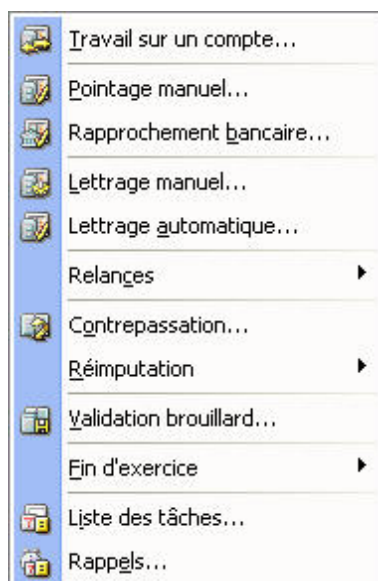 Travail sur un compte...
Pointage manuel...
Rapprochement bancaire...
Lettrage manuel...
Lettrage automatique...
Relances
Contrepassation...
Réimputation
Validation brouillard...
Fin d'exercice
Liste des tâches...
Rappels...